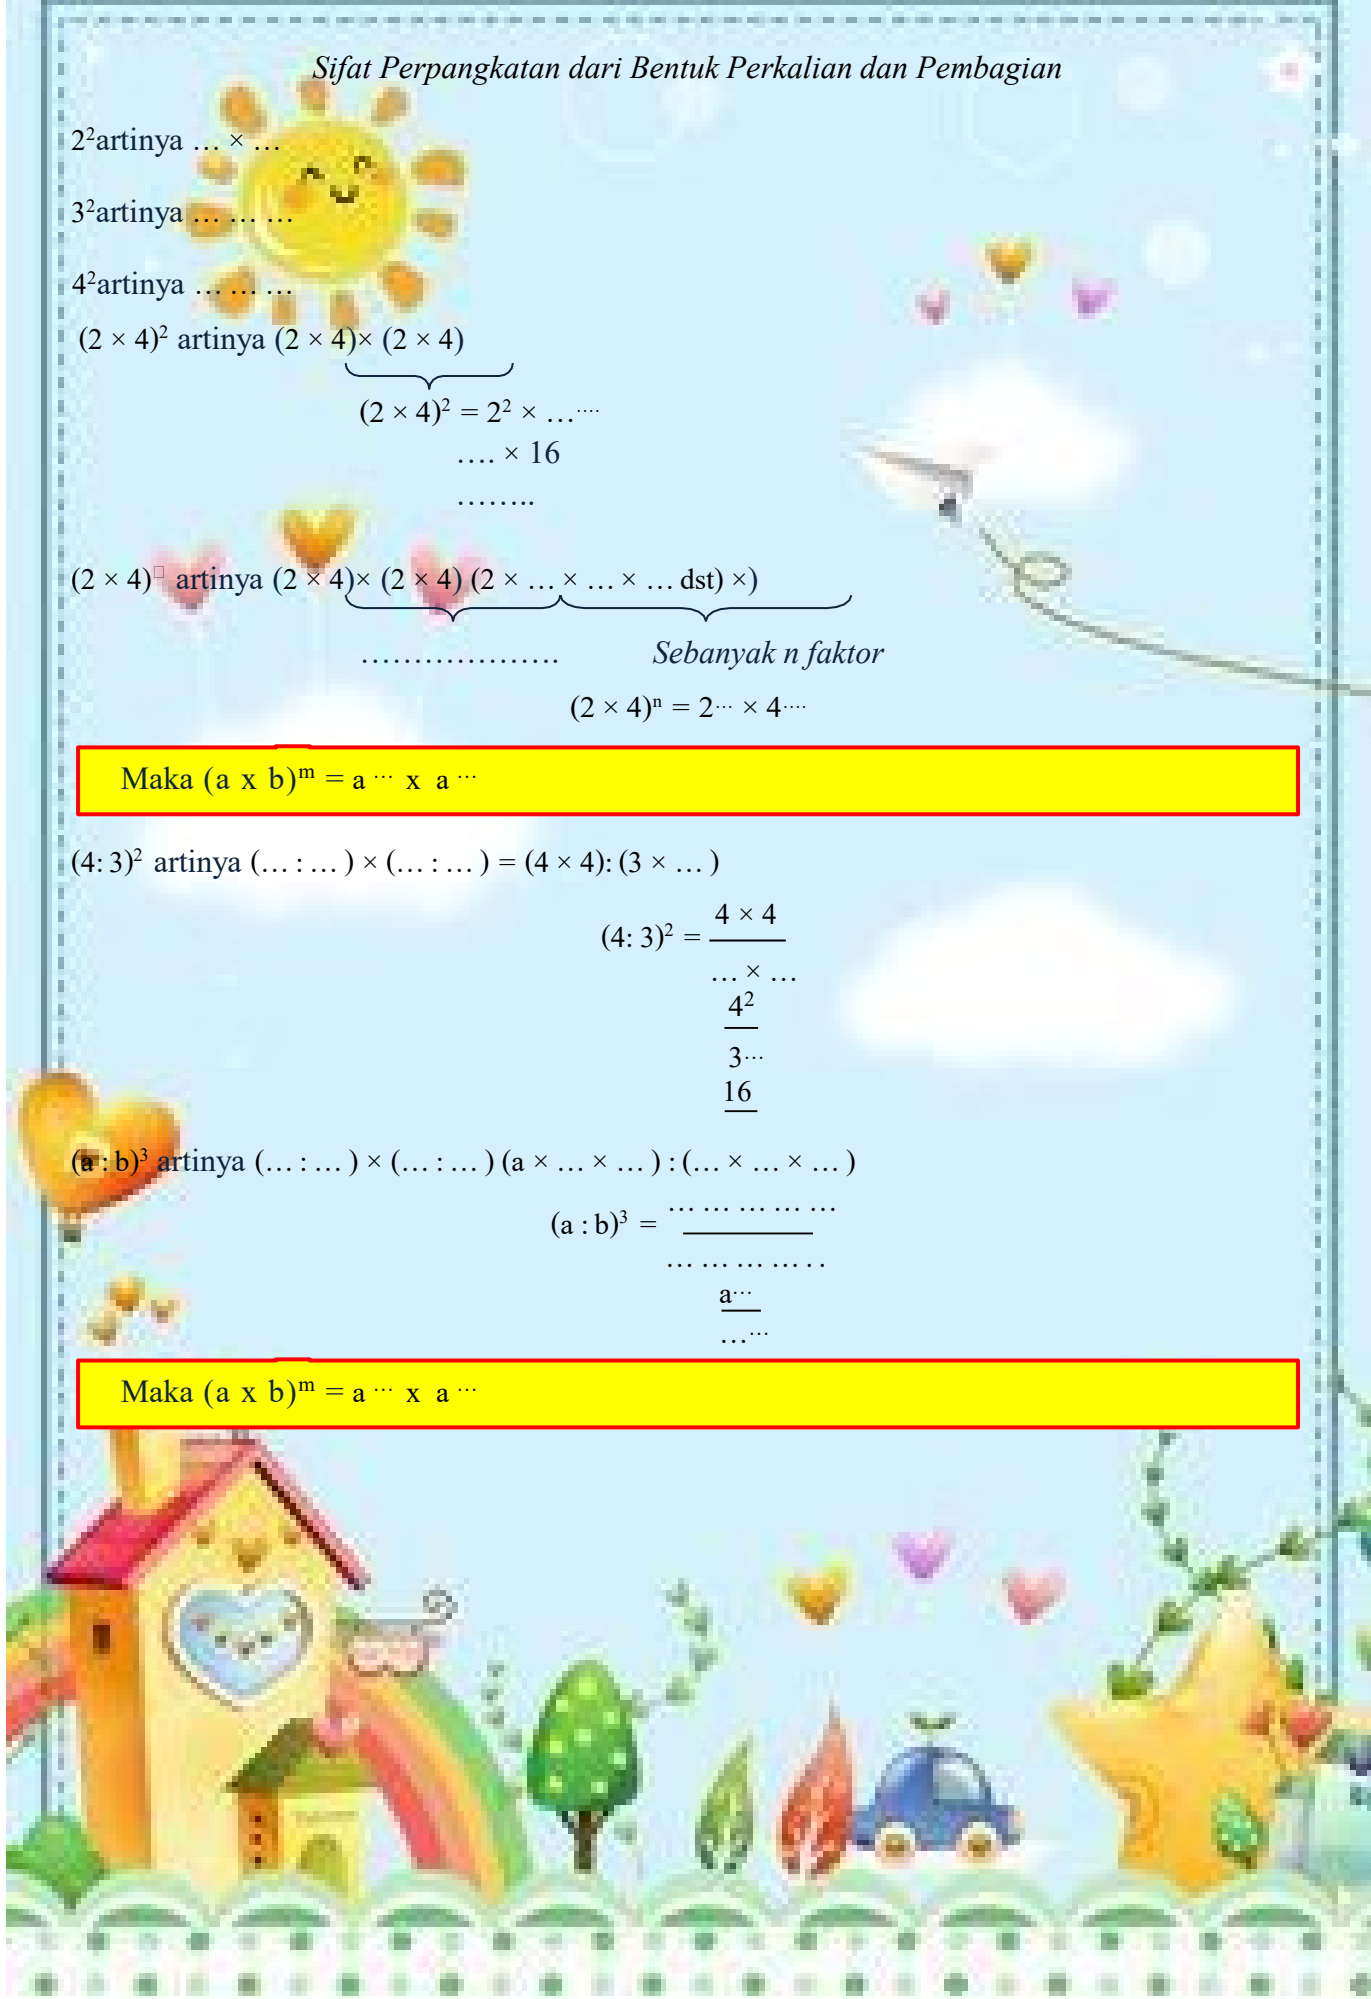 Sifat Perpangkatan dari Bentuk Perkalian dan Pembagian
2²artinya … × …
3²artinya … … …
4²artinya … … …
(2 × 4)² artinya (2 × 4)× (2 × 4)
(2 × 4)² = 2² × …....
…. × 16
……..
(2 × 4)□ artinya (2 × 4)× (2 × 4) (2 × … × … × … dst) ×)
………………. Sebanyak n faktor
(2 × 4)ⁿ = 2… × 4….
Maka (a x b)ᵐ = a … x a …
(4: 3)² artinya (… : … ) × (… : … ) = (4 × 4): (3 × … )
4 × 4
(4: 3)² =
… × …
4²
3…
16
(a : b)³ artinya (… : … ) × (… : … ) (a × … × … ) : (… × … × … )
… … … … …
(a : b)³ =
… … … … . .
a…
……
Maka (a x b)ᵐ = a … x a …